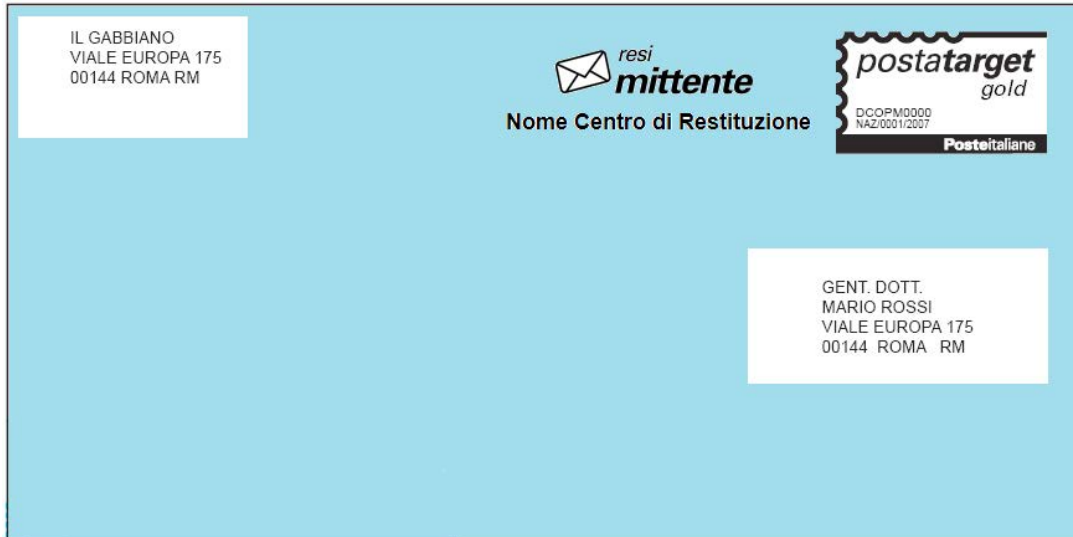 IL GABBIANO
VIALE EUROPA 175
00144 ROMA RM
resi
mittente
Nome Centro di Restituzione
postatarget
gold
DCOPM0000
NAZ/0001/2007
Posteitaliane
GENT. DOTT.
MARIO ROSSI
VIALE EUROPA 175
00144 ROMA RM